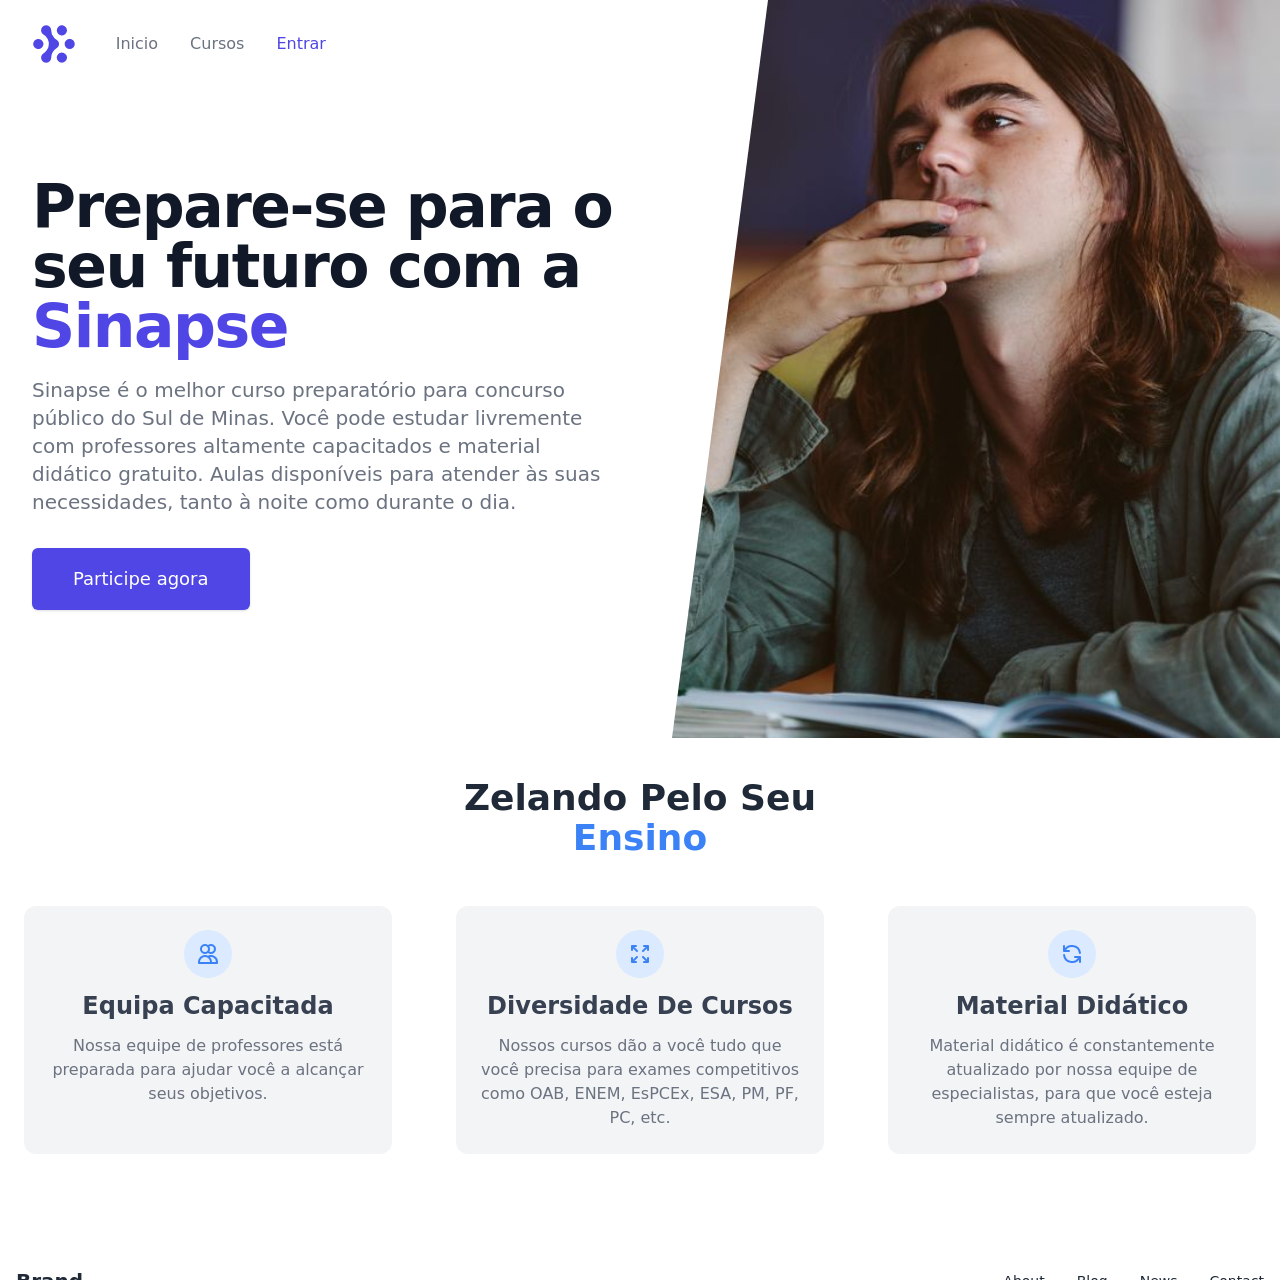 Inicio Cursos Entrar
Prepare-se para o
seu futuro com a
Sinapse
Sinapse é o melhor curso preparatório para concurso
público do Sul de Minas. Você pode estudar livremente
com professores altamente capacitados e material
didático gratuito. Aulas disponíveis para atender às suas
necessidades, tanto à noite como durante o dia.
Participe agora
Zelando Pelo Seu
Ensino
Equipa Capacitada
Nossa equipe de professores está
preparada para ajudar você a alcançar
seus objetivos.
Diversidade De Cursos
Nossos cursos dão a você tudo que
você precisa para exames competitivos
como OAB, ENEM, EsPCEx, ESA, PM, PF,
PC, etc.
Material Didático
Material didático é constantemente
atualizado por nossa equipe de
especialistas, para que você esteja
sempre atualizado.
Brand
About Blog News Contact